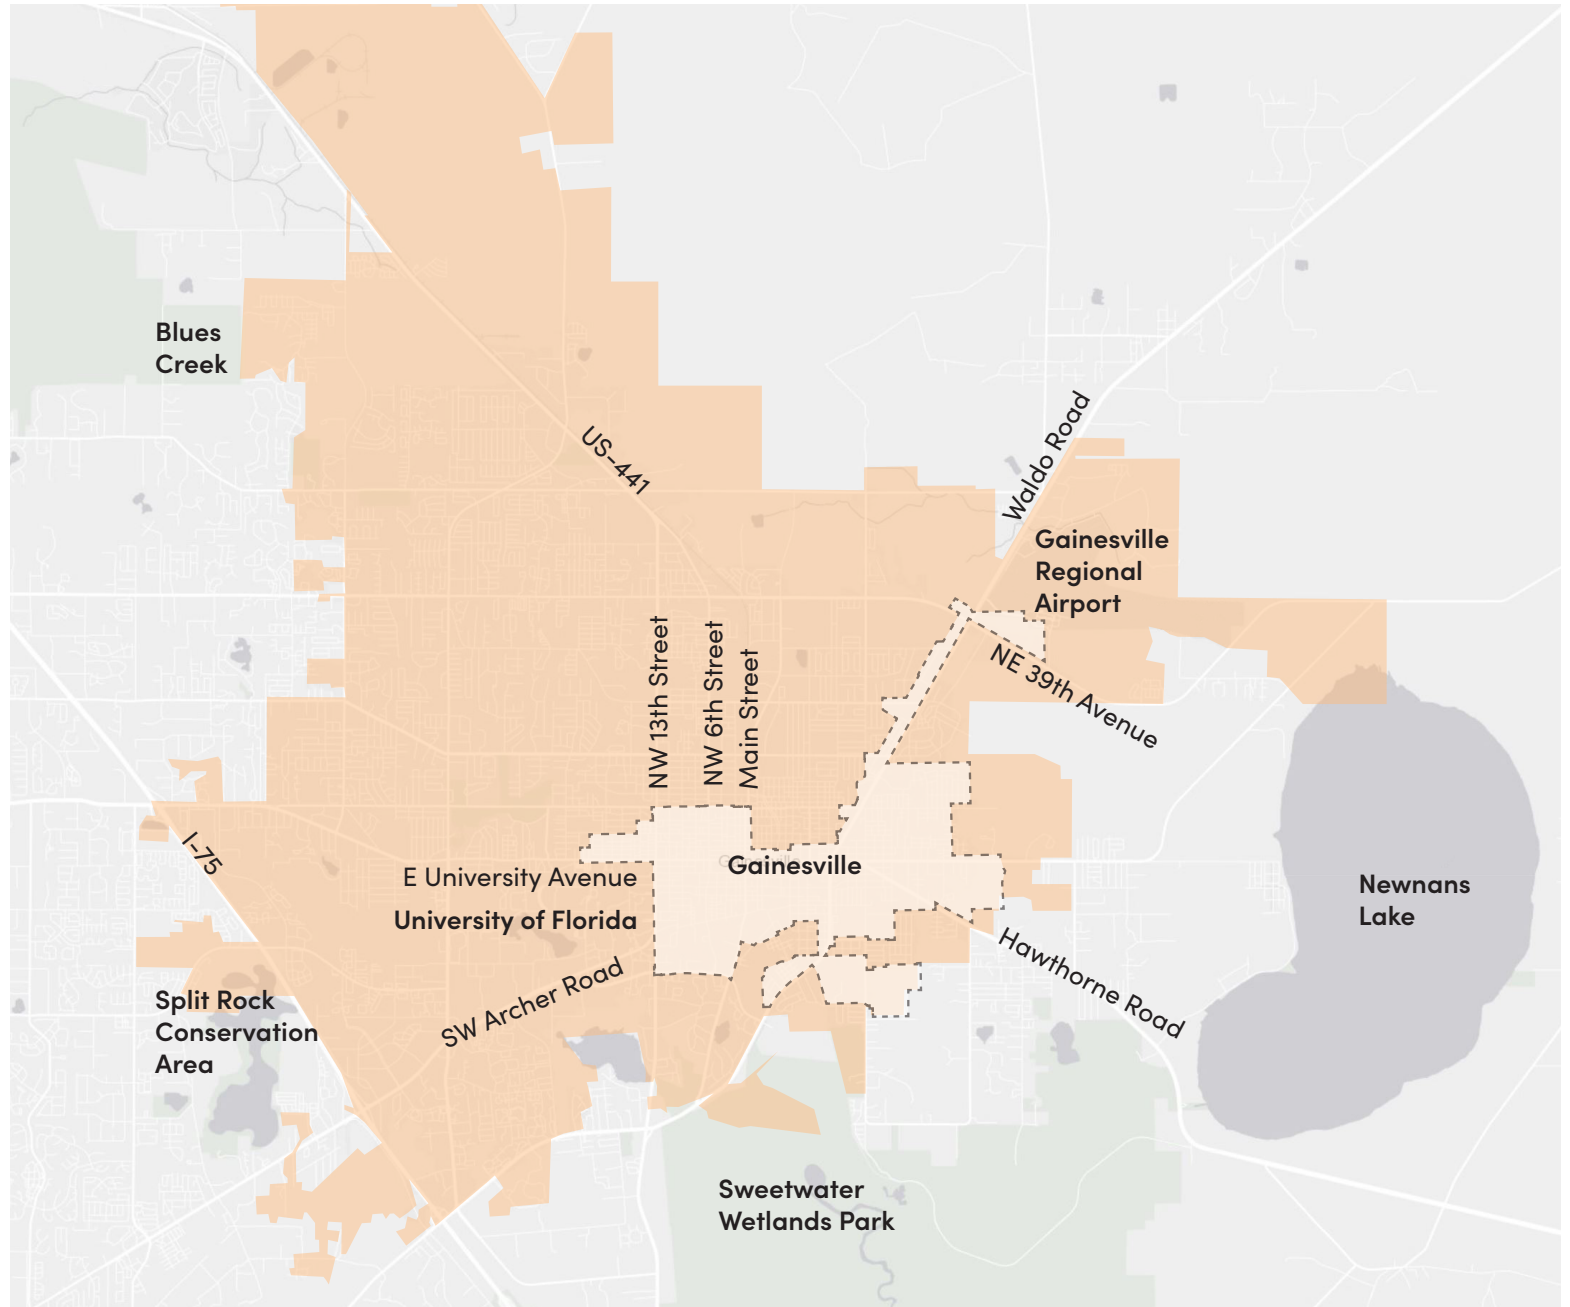 Blues
Creek
US-441
Waldo Road
Gainesville
Regional
Airport
NW 13th Street
NW 6th Street
Main Street
NE 39th Avenue
I-75
Gainesville
E University Avenue
University of Florida
Newnans
Lake
Hawthorne Road
SW Archer Road
Split Rock
Conservation
Area
Sweetwater
Wetlands Park